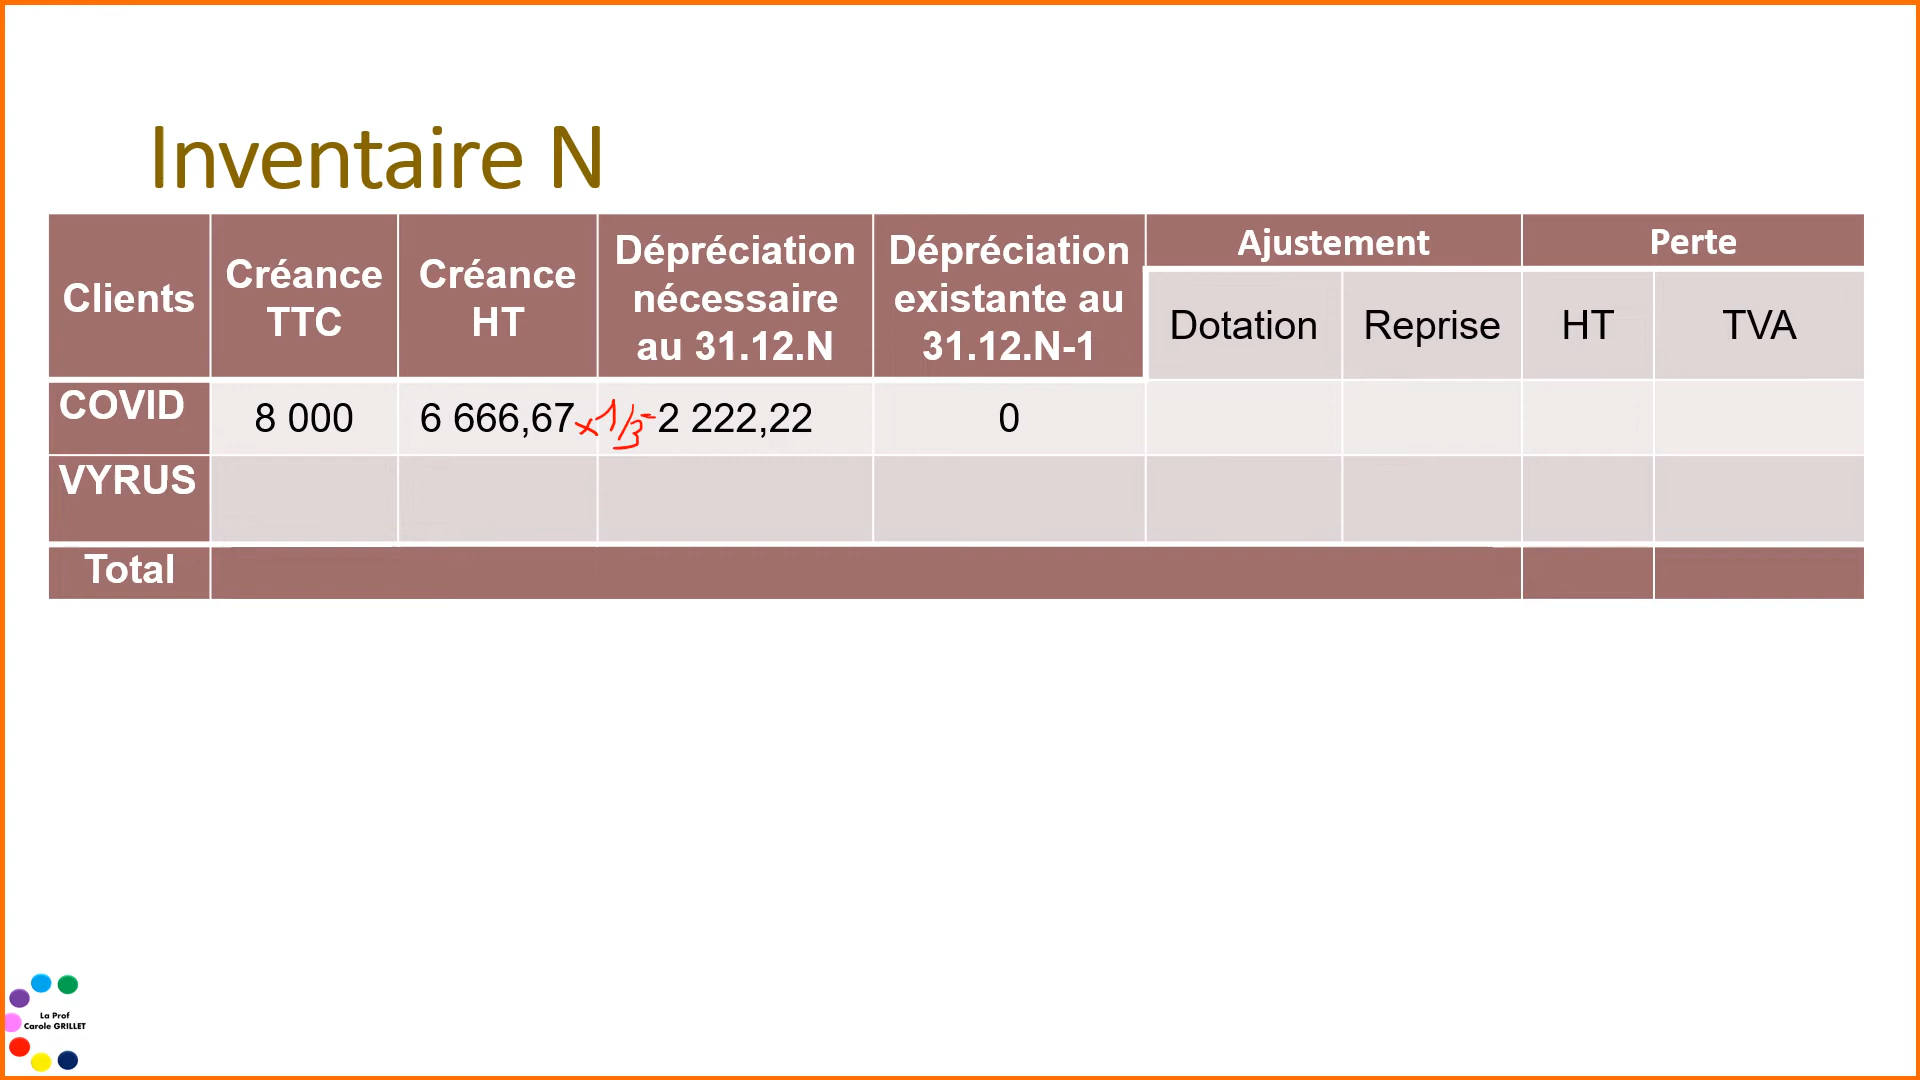 Inventaire N
Clients
Créance TTC
Créance HT
Dépréciation nécessaire au 31.12.N
Dépréciation existante au 31.12.N-1
Ajustement
Perte
Dotation
Reprise
HT
TVA
COVID 8 000 6 666,67 x 1/3 = 2 222,22 0
VYRUS
Total
La Prof
Carole GRILLET